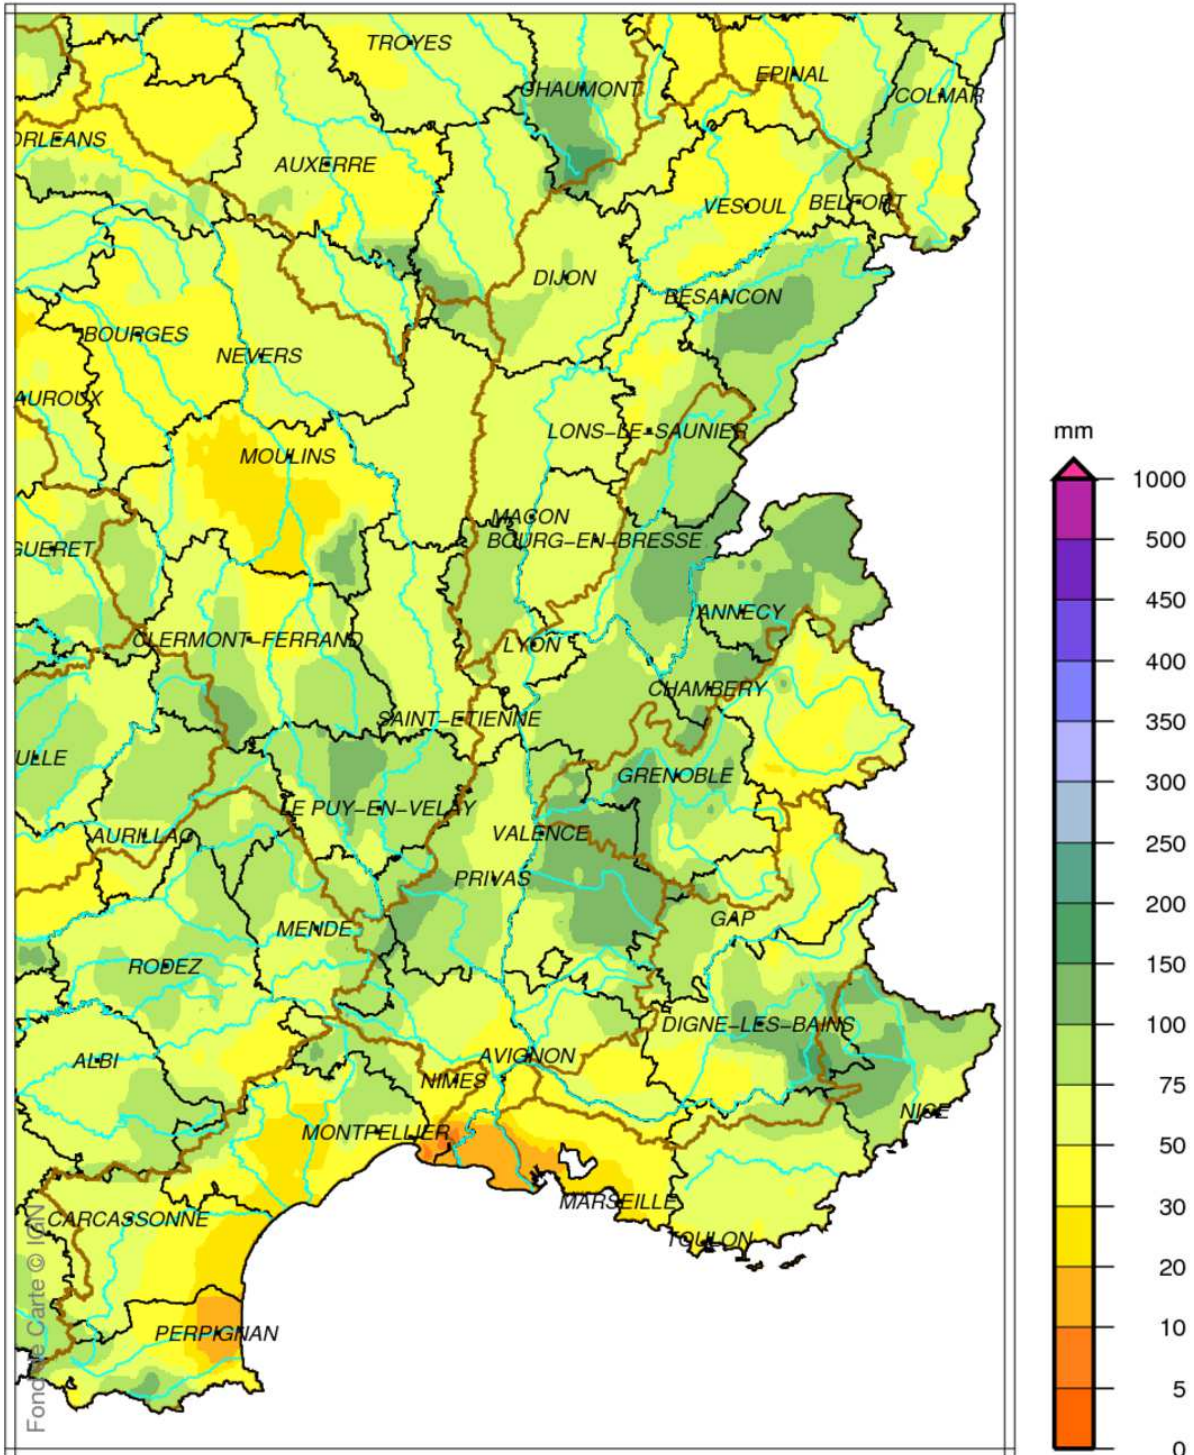 TROYES
EPINAL
CHAUMONT
COLMAR
ORLEANS
AUXERRE
VESOUL
BELFORT
DIJON
BESANCON
BOURGES
NEVERS
AUROUX
mm
LONS-LE-SAUNIER
MOULINS
1000
MACON
500
BOURG-EN-BRESSE
GUERET
450
ANNECY
CLERMONT-FERRAND
LYON
400
CHAMBERY
SAINT-ETIENNE
350
ULLE
GRENOBLE
300
LE PUY-EN-VELAY
AURILLAC
VALENCE
250
PRIVAS
200
GAP
MENDE
RODEZ
150
DIGNE-LES-BAINS
100
AVIGNON
ALBI
NIMES
75
NICE
MONTPELLIER
50
MARSEILLE
30
CARCASSONNE
TOULON
20
10
PERPIGNAN
5
0
Fond de Carte © IGN